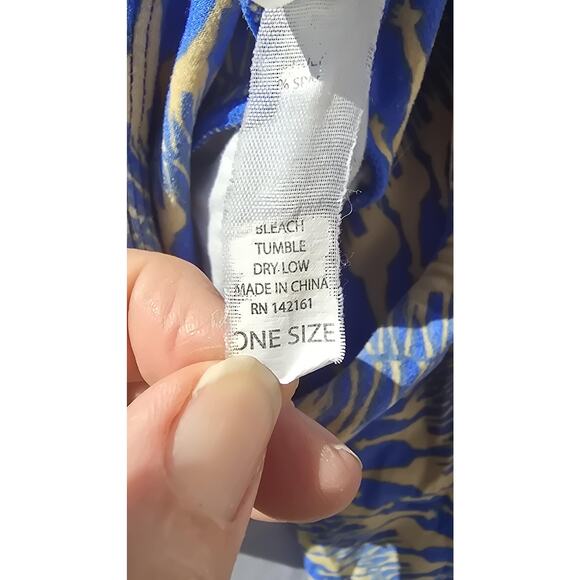 BLEACH
TUMBLE
DRY-LOW
MADE IN CHINA
RN 142161
ONE SIZE